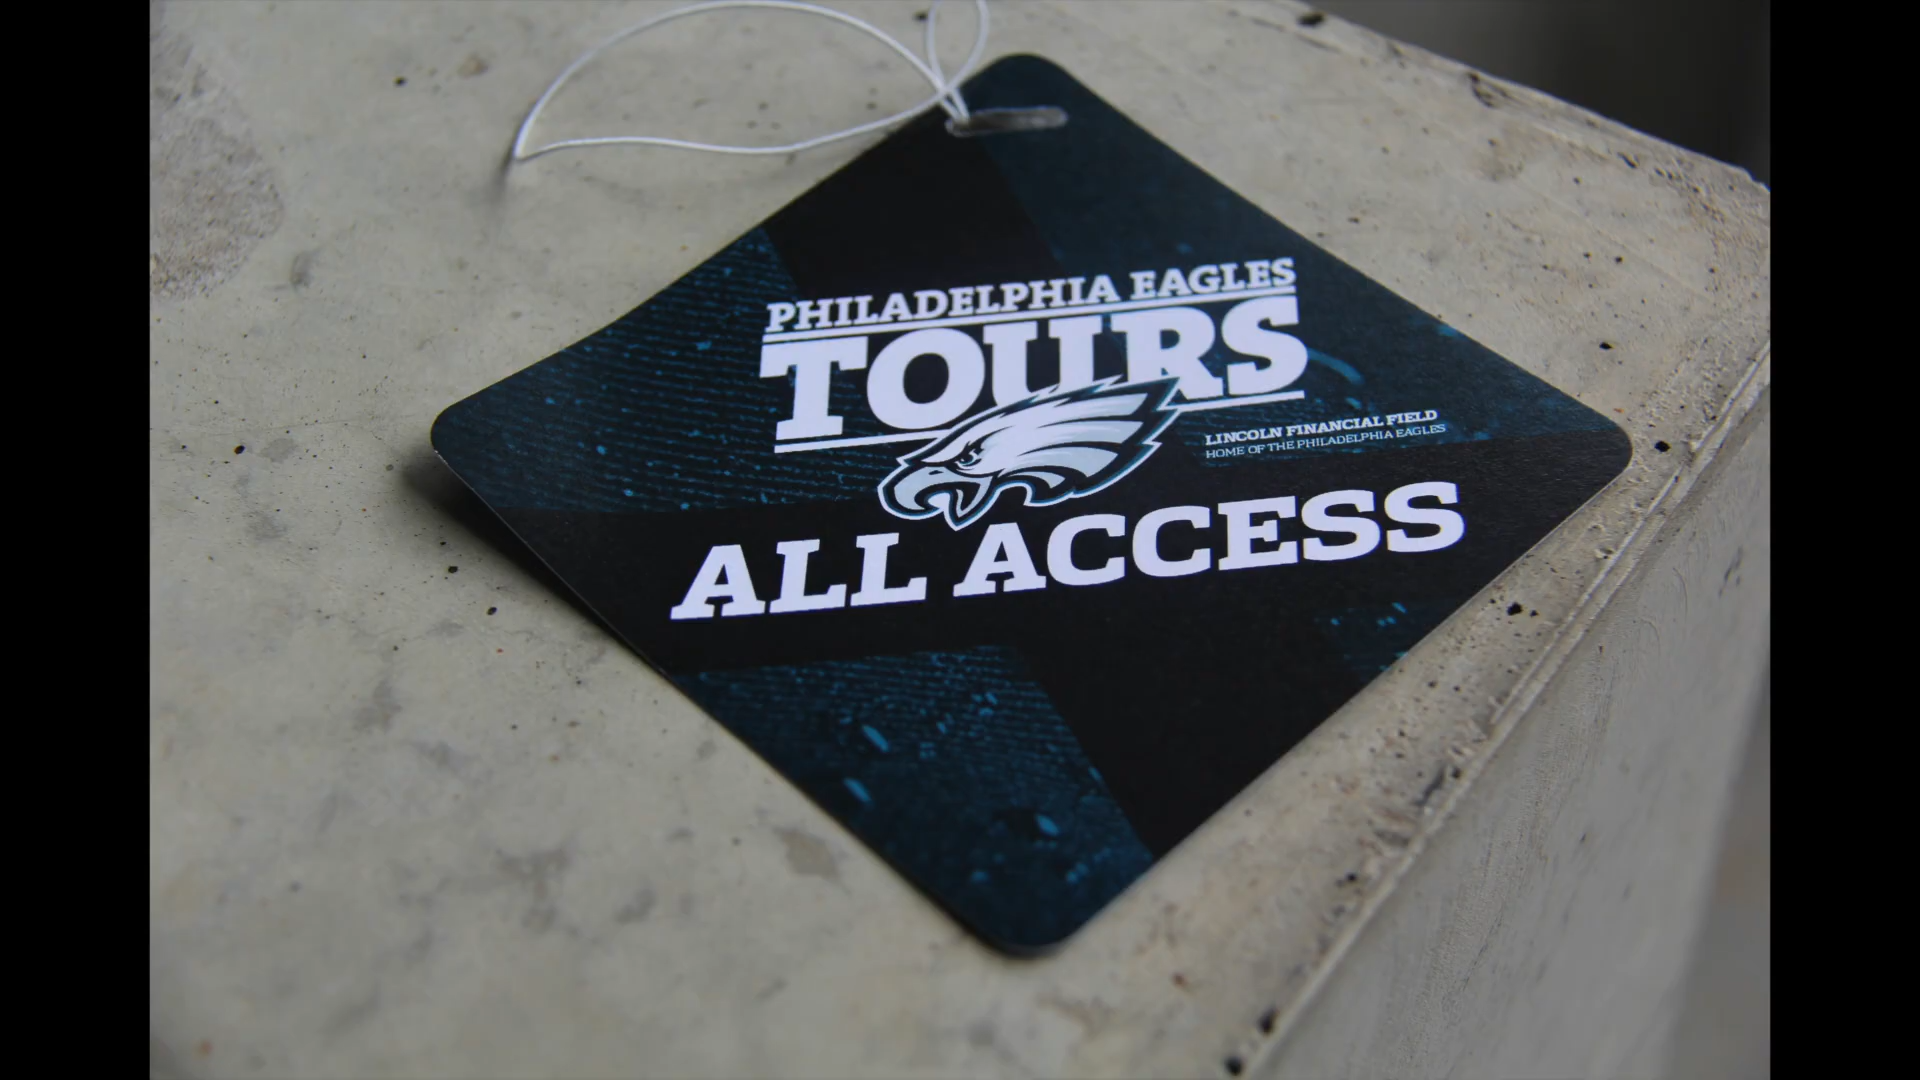 PHILADELPHIA EAGLES
TOURS
LINCOLN FINANCIAL FIELD
HOME OF THE PHILADELPHIA EAGLES
ALL ACCESS